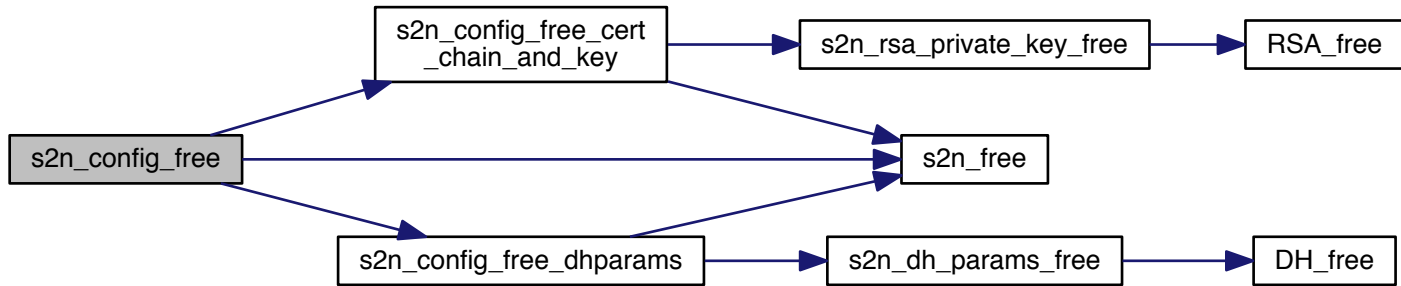 s2n_config_free_cert
_chain_and_key
s2n_rsa_private_key_free
RSA_free
s2n_config_free
s2n_free
s2n_config_free_dhparams
s2n_dh_params_free
DH_free